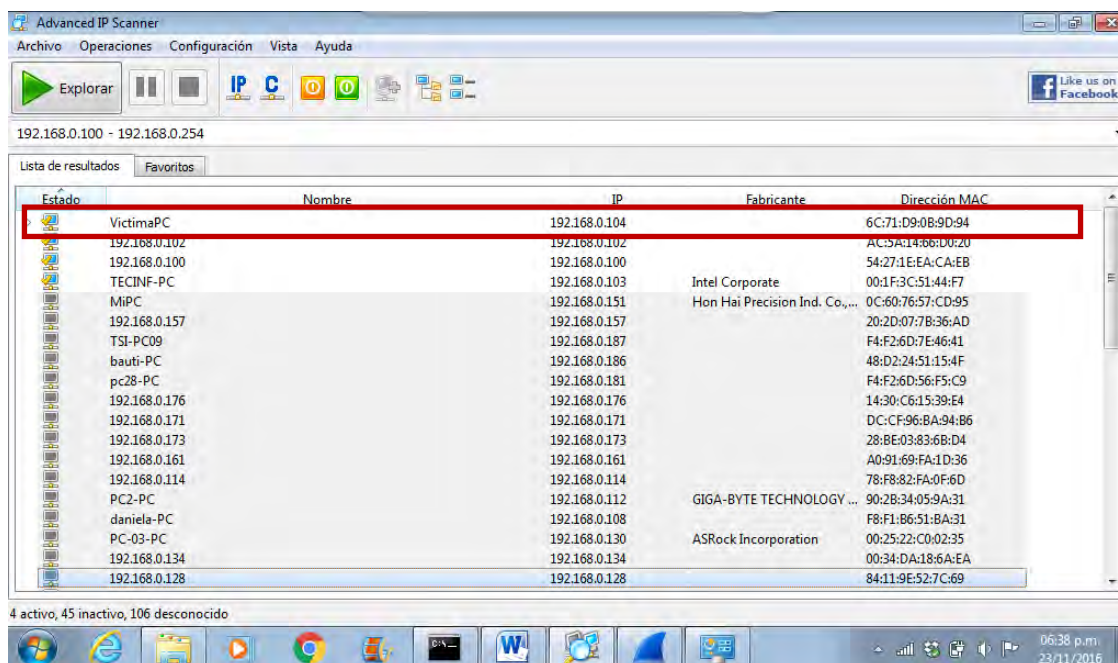 Advanced IP Scanner
Archivo Operaciones Configuración Vista Ayuda
Explorar IP C Like us on Facebook
192.168.0.100 - 192.168.0.254
Lista de resultados Favoritos
Estado Nombre IP Fabricante Dirección MAC
VictimaPC 192.168.0.104 6C:71:D9:0B:9D:94
192.168.0.102 192.168.0.102 AC:5A:14:66:D0:20
192.168.0.100 192.168.0.100 54:27:1E:EA:CA:EB
TECINF-PC 192.168.0.103 Intel Corporate 00:1F:3C:51:44:F7
MiPC 192.168.0.151 Hon Hai Precision Ind. Co.,... 0C:60:76:57:CD:95
192.168.0.157 192.168.0.157 20:2D:07:7B:36:AD
TSI-PC09 192.168.0.187 F4:F2:6D:7E:46:41
bauti-PC 192.168.0.186 48:D2:24:51:15:4F
pc28-PC 192.168.0.181 F4:F2:6D:56:F5:C9
192.168.0.176 192.168.0.176 14:30:C6:15:39:E4
192.168.0.171 192.168.0.171 DC:CF:96:BA:94:B6
192.168.0.173 192.168.0.173 28:BE:03:83:6B:D4
192.168.0.161 192.168.0.161 A0:91:69:FA:1D:36
192.168.0.114 192.168.0.114 78:F8:82:FA:0F:6D
PC2-PC 192.168.0.112 GIGA-BYTE TECHNOLOGY ... 90:2B:34:05:9A:31
daniela-PC 192.168.0.108 F8:F1:B6:51:BA:31
PC-03-PC 192.168.0.130 ASRock Incorporation 00:25:22:C0:02:35
192.168.0.134 192.168.0.134 00:34:DA:18:6A:EA
192.168.0.128 192.168.0.128 84:11:9E:52:7C:69
4 activo, 45 inactivo, 106 desconocido
06:38 p.m.
23/11/2016